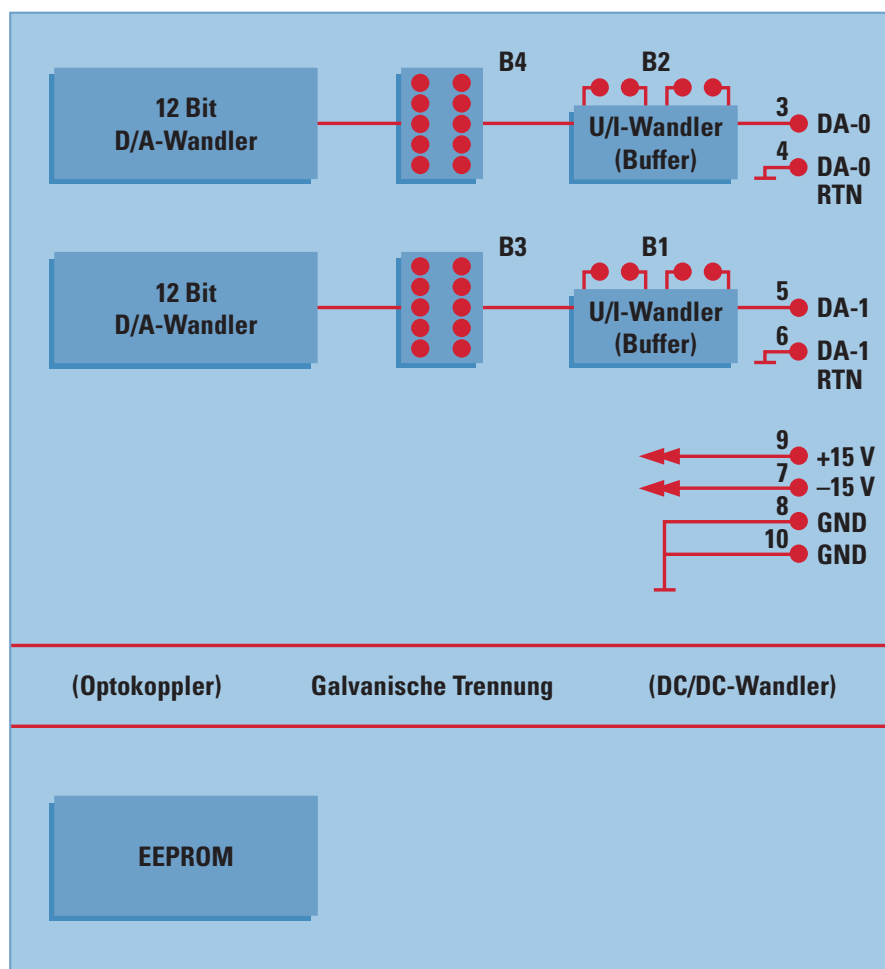 B4
B2
12 Bit
D/A-Wandler
U/I-Wandler
(Buffer)
3
DA-0
4
DA-0
RTN
B3
B1
12 Bit
D/A-Wandler
U/I-Wandler
(Buffer)
5
DA-1
6
DA-1
RTN
9
+15 V
7
–15 V
8
GND
10
GND
(Optokoppler)
Galvanische Trennung
(DC/DC-Wandler)
EEPROM